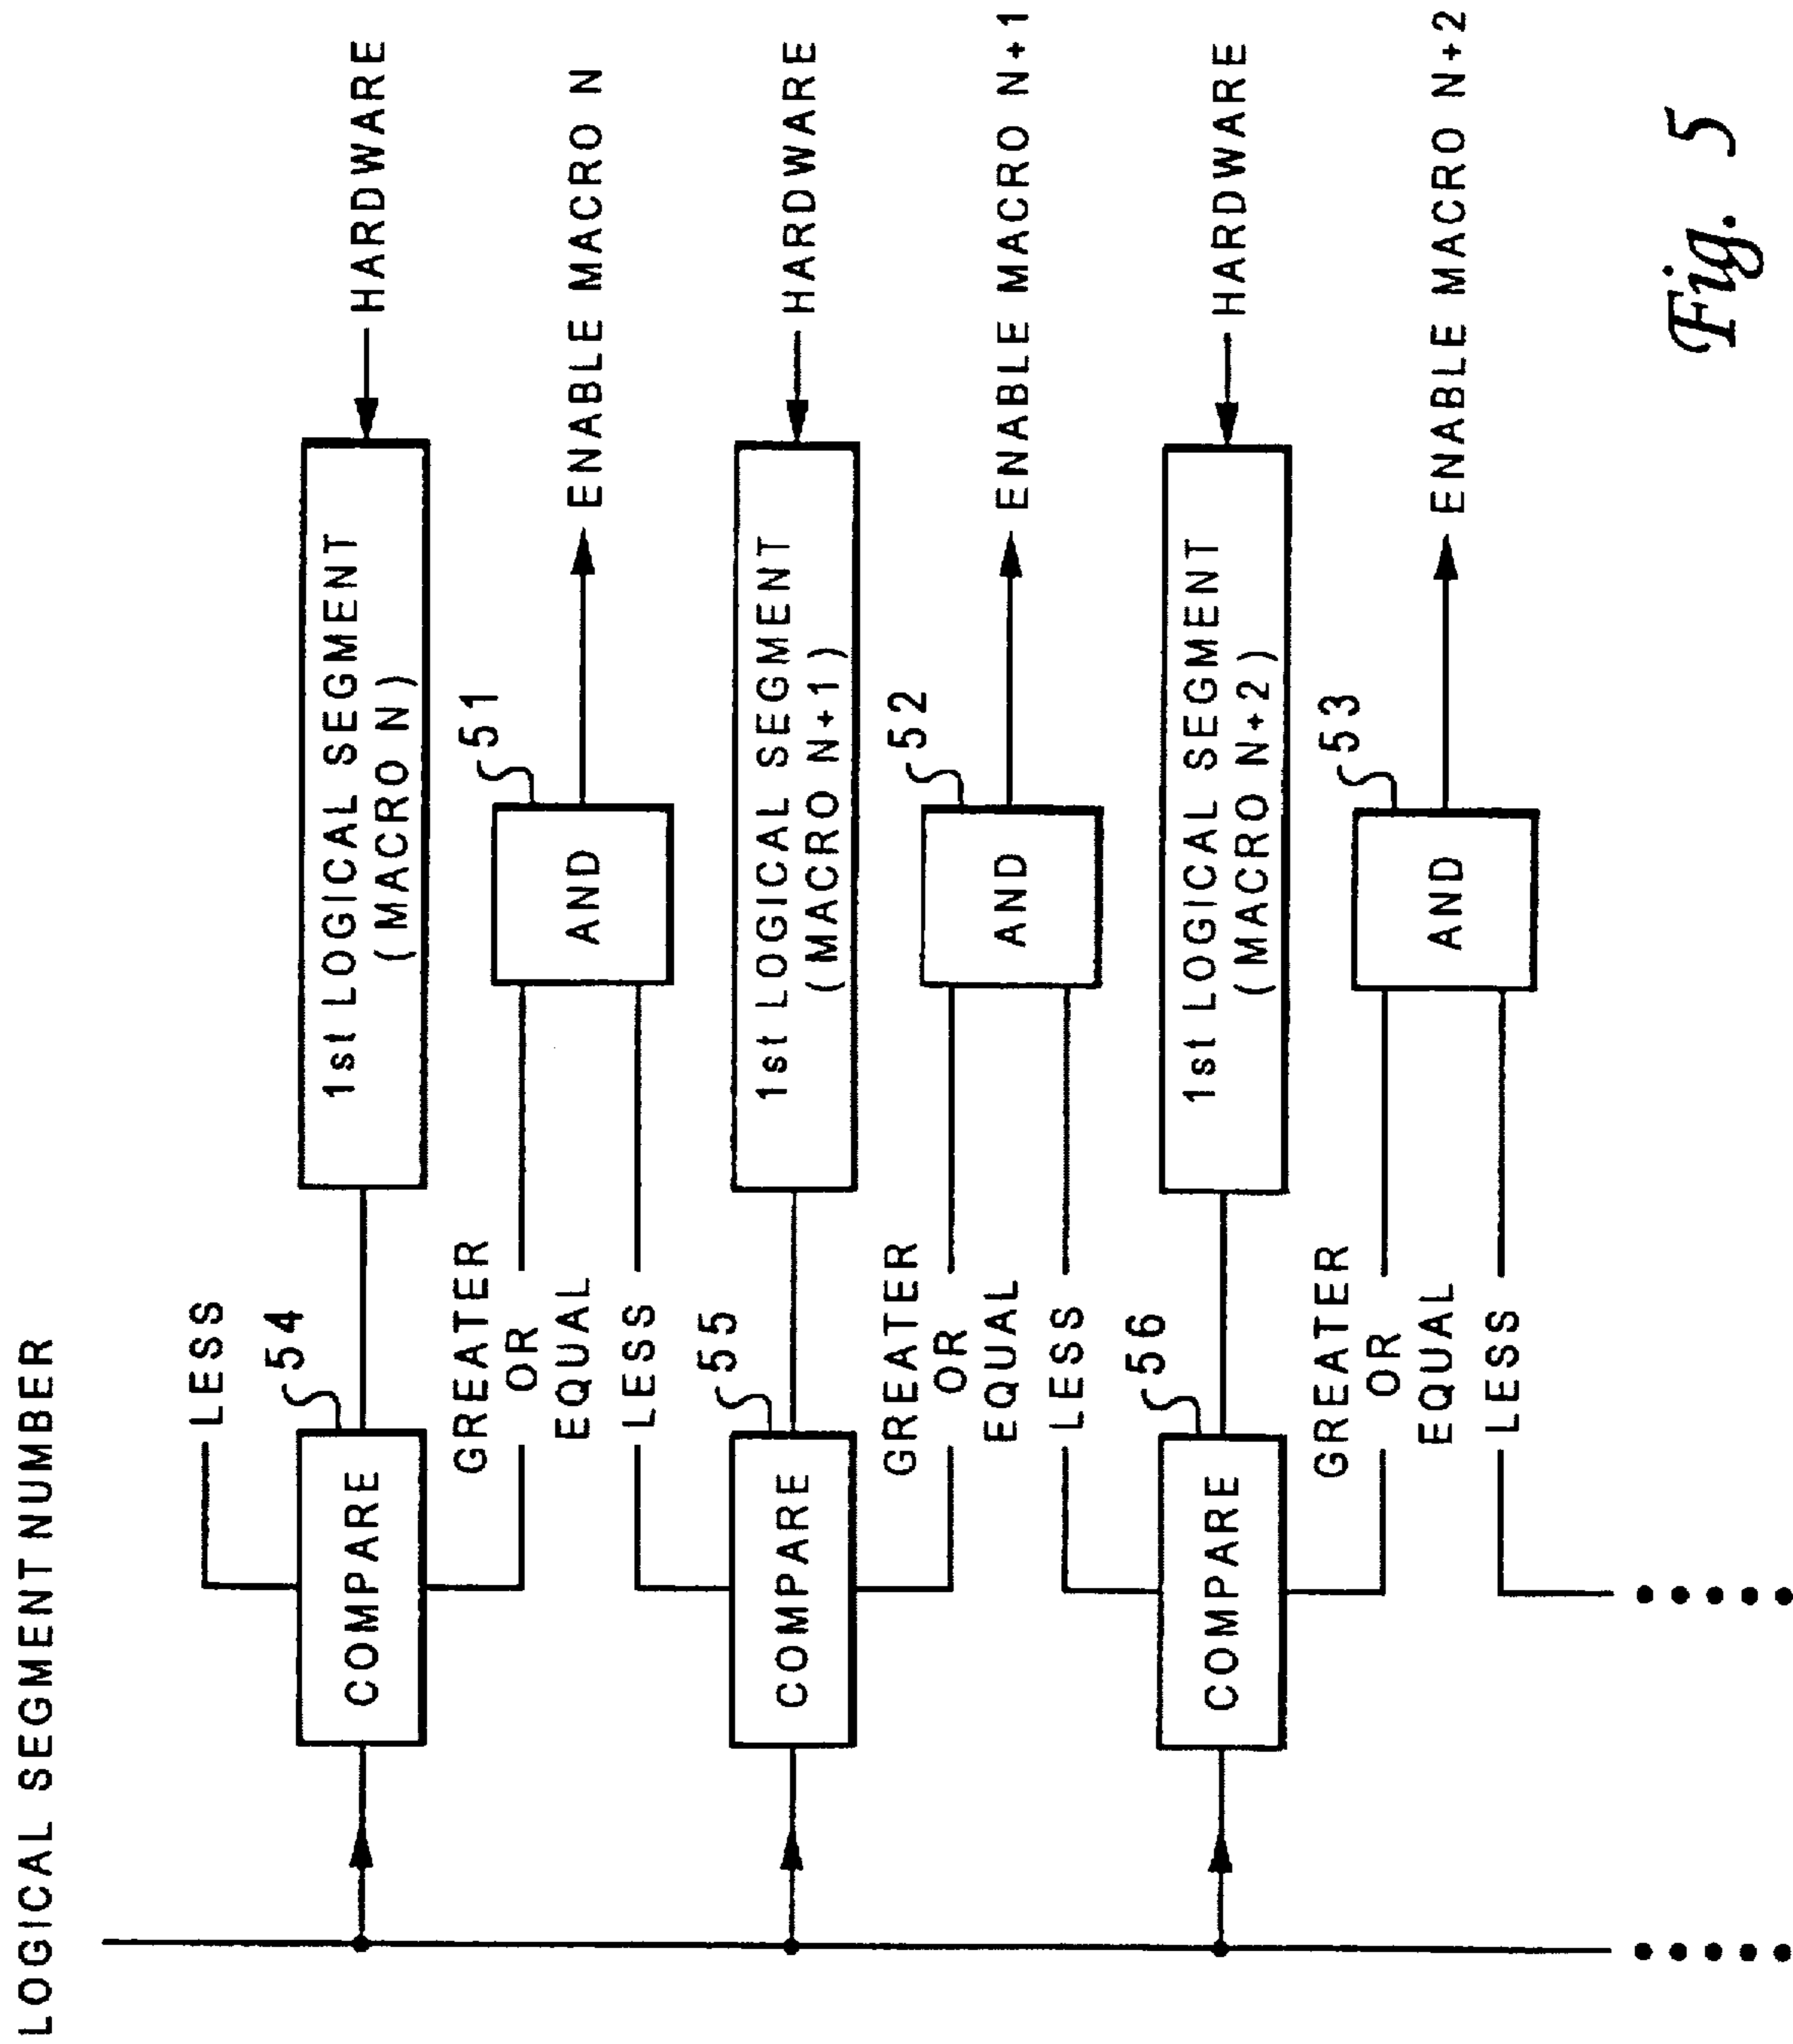 LOGICAL SEGMENT NUMBER
LESS
54
COMPARE
1st LOGICAL SEGMENT
(MACRO N)
HARDWARE
GREATER
OR
EQUAL
51
AND
ENABLE MACRO N
LESS
55
COMPARE
1st LOGICAL SEGMENT
(MACRO N+1)
HARDWARE
GREATER
OR
EQUAL
52
AND
ENABLE MACRO N+1
LESS
56
COMPARE
1st LOGICAL SEGMENT
(MACRO N+2)
HARDWARE
GREATER
OR
EQUAL
53
AND
ENABLE MACRO N+2
LESS
Fig. 5